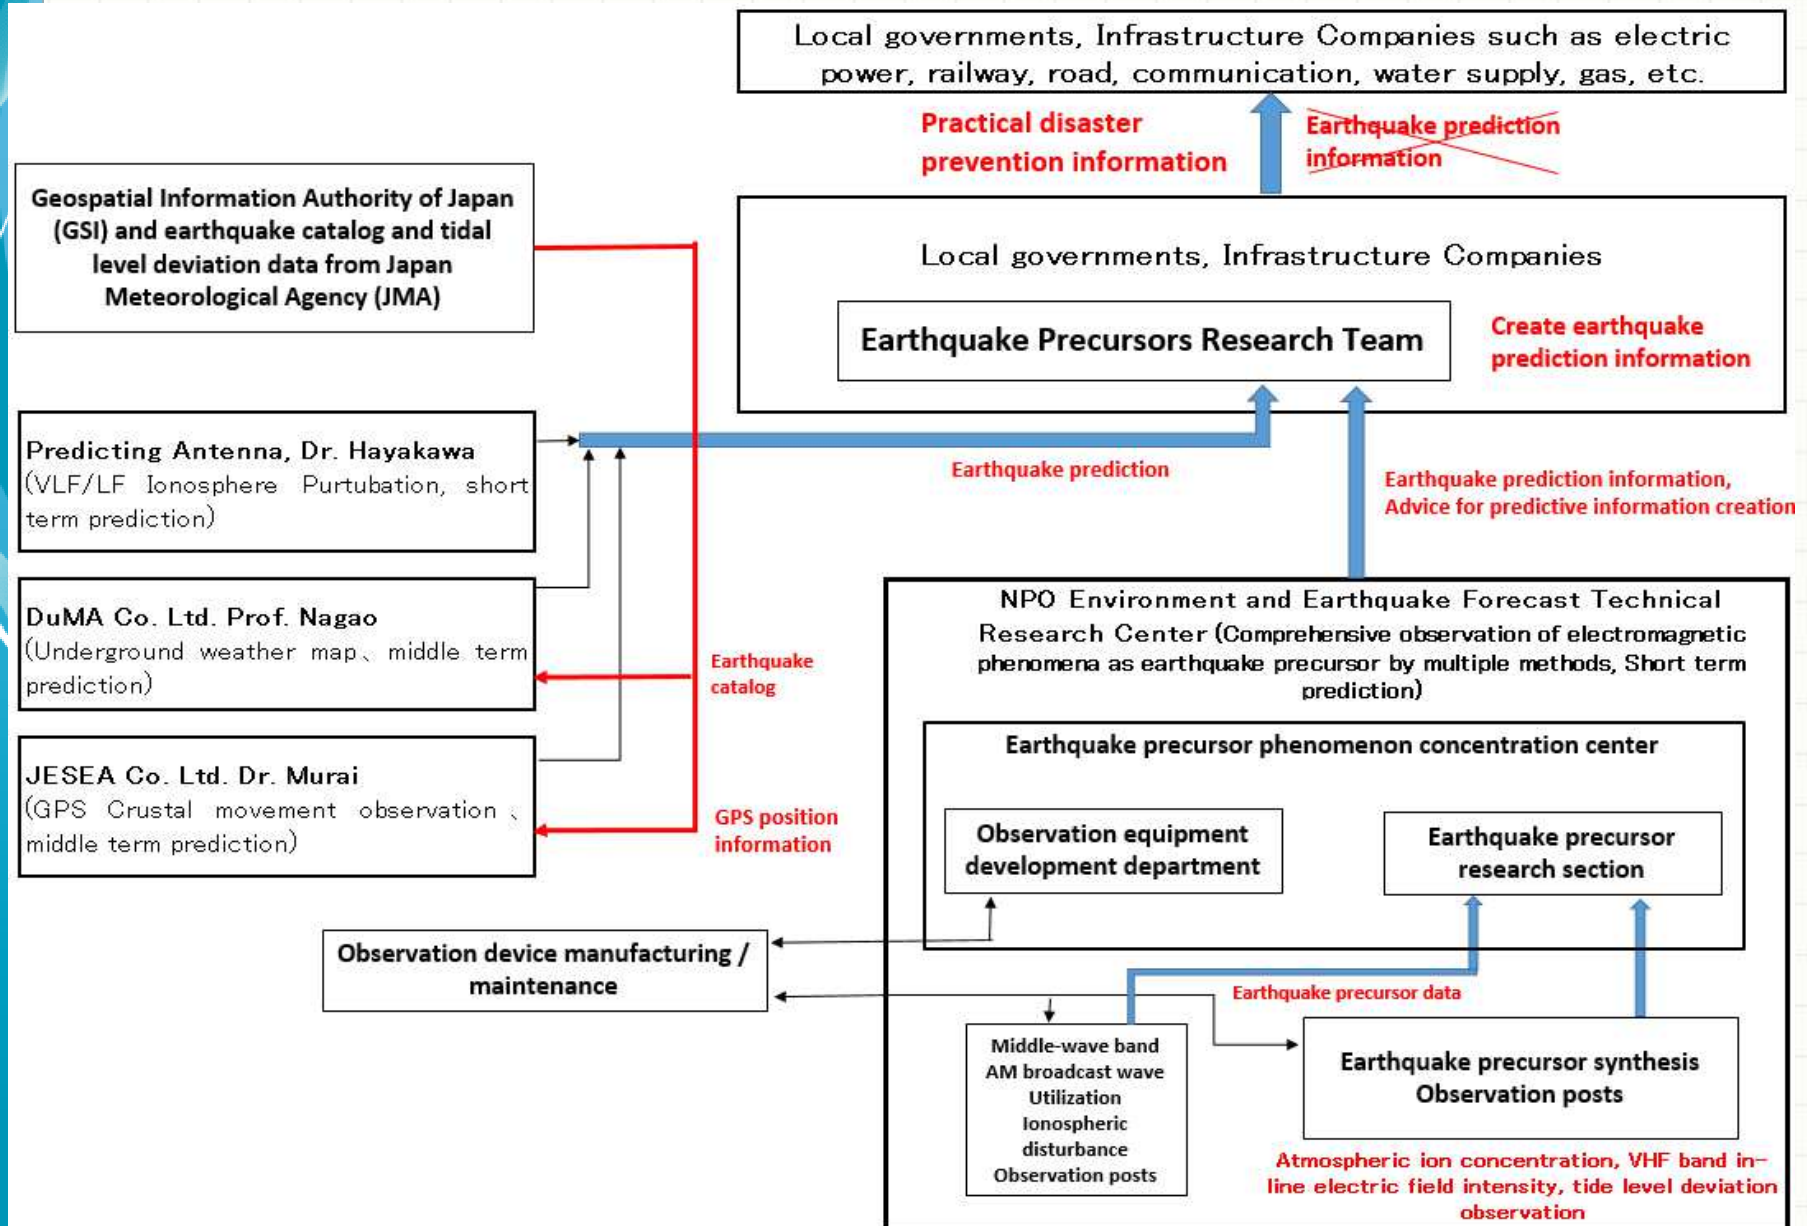 Local governments, Infrastructure Companies such as electric
power, railway, road, communication, water supply, gas, etc.
Practical disaster
prevention information
Earthquake prediction
information
Geospatial Information Authority of Japan
(GSI) and earthquake catalog and tidal
level deviation data from Japan
Meteorological Agency (JMA)
Local governments, Infrastructure Companies
Earthquake Precursors Research Team
Create earthquake
prediction information
Predicting Antenna, Dr. Hayakawa
(VLF/LF Ionosphere Purtubation, short
term prediction)
Earthquake prediction
Earthquake prediction information,
Advice for predictive information creation
DuMA Co. Ltd. Prof. Nagao
(Underground weather map、middle term
prediction)
Earthquake
catalog
JESEA Co. Ltd. Dr. Murai
(GPS Crustal movement observation 、
middle term prediction)
GPS position
information
NPO Environment and Earthquake Forecast Technical
Research Center (Comprehensive observation of electromagnetic
phenomena as earthquake precursor by multiple methods, Short term
prediction)
Earthquake precursor phenomenon concentration center
Observation equipment
development department
Earthquake precursor
research section
Observation device manufacturing /
maintenance
Earthquake precursor data
Middle-wave band
AM broadcast wave
Utilization
Ionospheric
disturbance
Observation posts
Earthquake precursor synthesis
Observation posts
Atmospheric ion concentration, VHF band in-
line electric field intensity, tide level deviation
observation